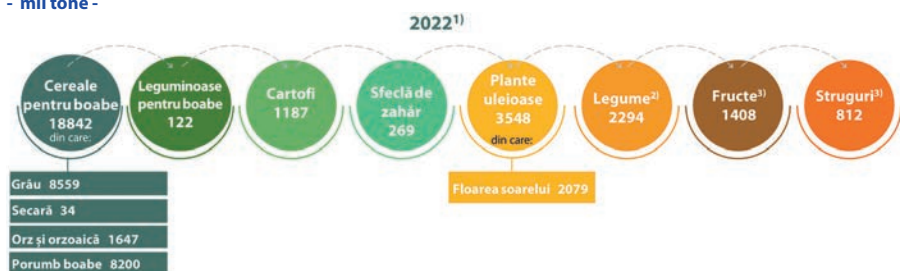 - mii tone -
2022¹⁾
Cereale
pentru boabe
18842
din care:
Leguminoase
pentru boabe
122
Cartofi
1187
Sfeclă de
zahăr
269
Plante
uleioase
3548
din care:
Legume²⁾
2294
Fructe³⁾
1408
Struguri³⁾
812
Grâu 8559
Secară 34
Orz și orzoaică 1647
Porumb boabe 8200
Floarea soarelui 2079